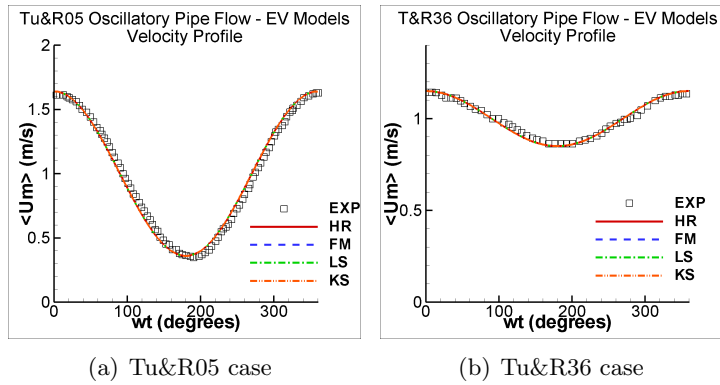 Tu&R05 Oscillatory Pipe Flow - EV Models
Velocity Profile
2
1.5
1
0.5
0
<Um> (m/s)
EXP
HR
FM
LS
KS
0
100
200
300
wt (degrees)
(a) Tu&R05 case
T&R36 Oscillatory Pipe Flow - EV Models
Velocity Profile
1
0.5
0
<Um> (m/s)
EXP
HR
FM
LS
KS
0
100
200
300
wt (degrees)
(b) Tu&R36 case